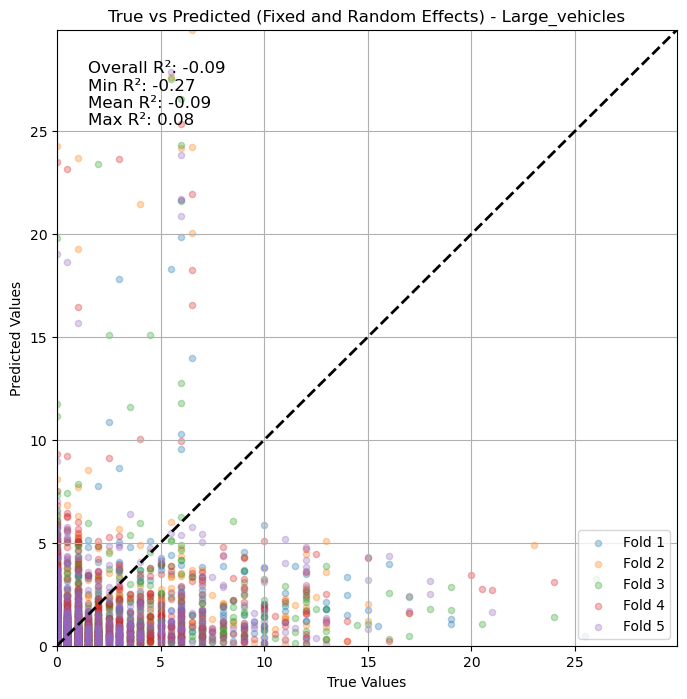 True vs Predicted (Fixed and Random Effects) - Large_vehicles
Overall R²: -0.09
Min R²: -0.27
Mean R²: -0.09
Max R²: 0.08
Predicted Values
25
20
15
10
5
0
0 5 10 15 20 25
True Values
Fold 1
Fold 2
Fold 3
Fold 4
Fold 5